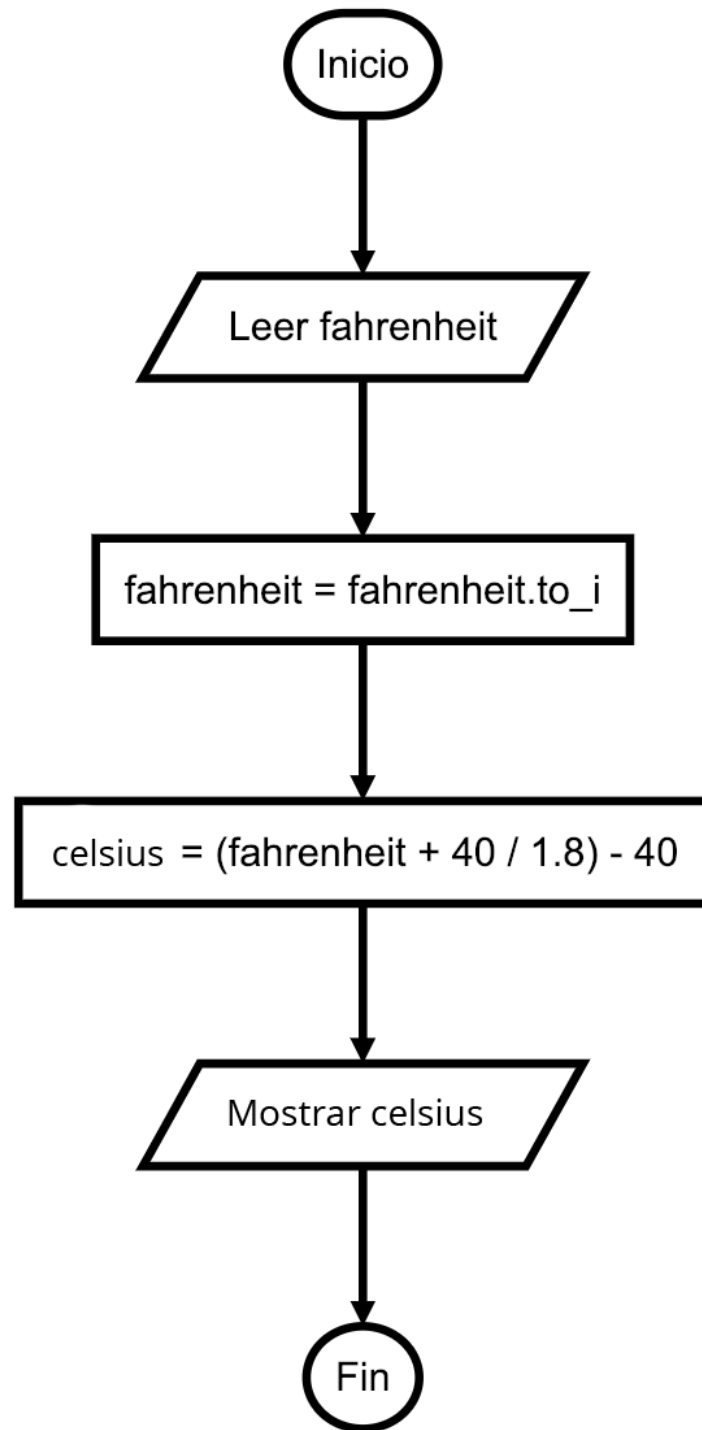 Inicio
Leer fahrenheit
fahrenheit = fahrenheit.to_i
celsius = (fahrenheit + 40 / 1.8) - 40
Mostrar celsius
Fin